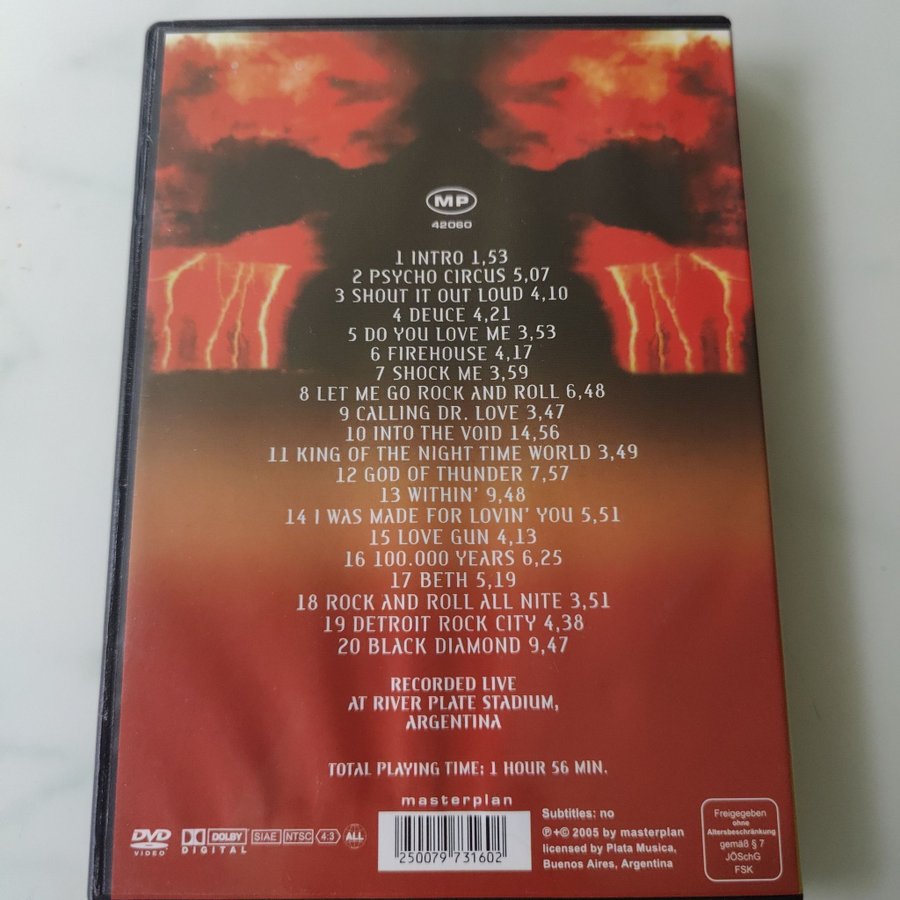 MP
42060
1 INTRO 1,53
2 PSYCHO CIRCUS 5,07
3 SHOUT IT OUT LOUD 4,10
4 DEUCE 4,21
5 DO YOU LOVE ME 3,53
6 FIREHOUSE 4,17
7 SHOCK ME 3,59
8 LET ME GO ROCK AND ROLL 6,48
9 CALLING DR. LOVE 3,47
10 INTO THE VOID 14,56
11 KING OF THE NIGHT TIME WORLD 3,49
12 GOD OF THUNDER 7,57
13 WITHIN' 9,48
14 I WAS MADE FOR LOVIN' YOU 5,51
15 LOVE GUN 4,13
16 100.000 YEARS 6,25
17 BETH 5,19
18 ROCK AND ROLL ALL NITE 3,51
19 DETROIT ROCK CITY 4,38
20 BLACK DIAMOND 9,47
RECORDED LIVE
AT RIVER PLATE STADIUM,
ARGENTINA
TOTAL PLAYING TIME: 1 HOUR 56 MIN.
masterplan
DVD VIDEO
DOLBY DIGITAL
SIAE
NTSC
4:3
ALL
250079 731602
Subtitles: no
℗+© 2005 by masterplan
licensed by Plata Musica,
Buenos Aires, Argentina
Freigegeben
ohne
Altersbeschränkung
gemäß § 7
JÖSchG
FSK